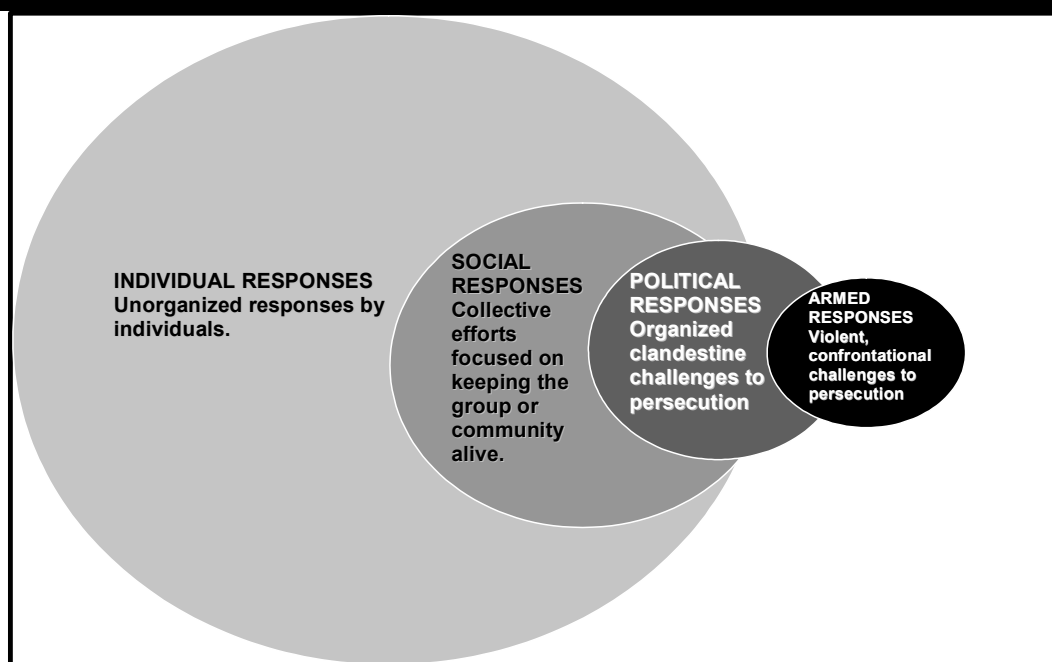 INDIVIDUAL RESPONSES
Unorganized responses by
individuals.
SOCIAL
RESPONSES
Collective
efforts
focused on
keeping the
group or
community
alive.
POLITICAL
RESPONSES
Organized
clandestine
challenges to
persecution
ARMED
RESPONSES
Violent,
confrontational
challenges to
persecution